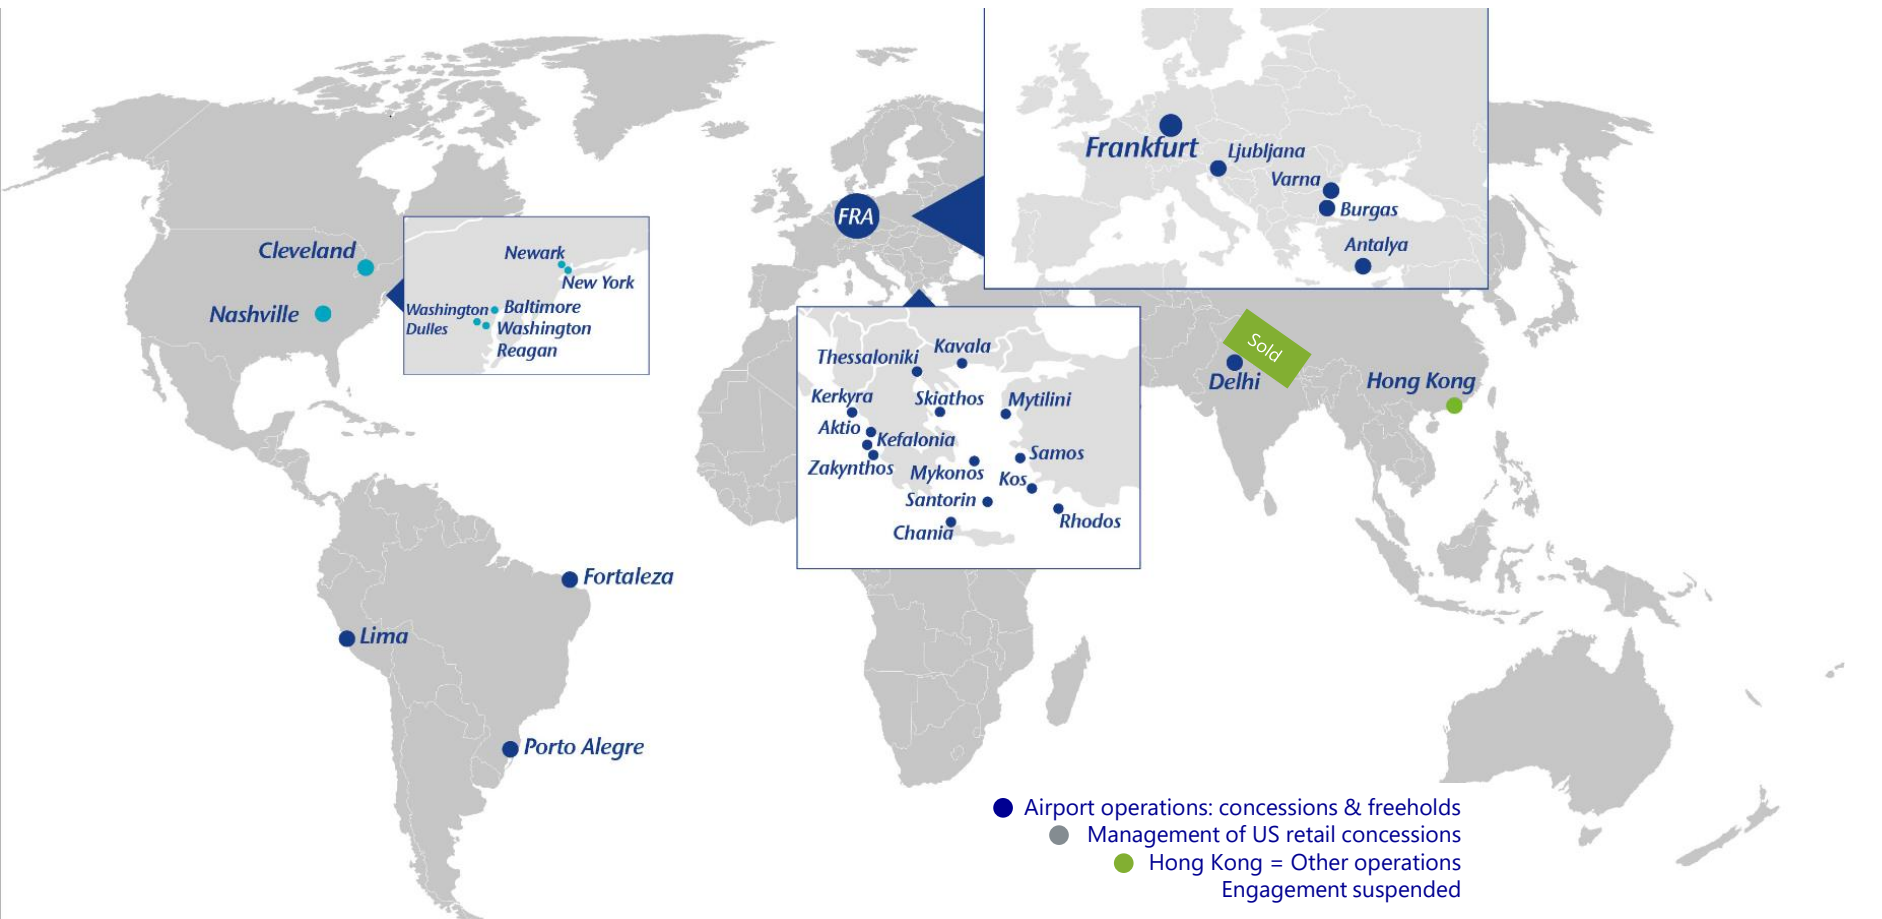 Cleveland
Nashville
Newark
New York
Washington
Dulles
Baltimore
Washington
Reagan
FRA
Frankfurt
Ljubljana
Varna
Burgas
Antalya
Thessaloniki
Kavala
Kerkyra
Skiathos
Mytilini
Aktio
Kefalonia
Zakynthos
Mykonos
Samos
Kos
Santorin
Rhodos
Chania
Sold
Delhi
Hong Kong
Fortaleza
Lima
Porto Alegre
Airport operations: concessions & freeholds
Management of US retail concessions
Hong Kong = Other operations
Engagement suspended